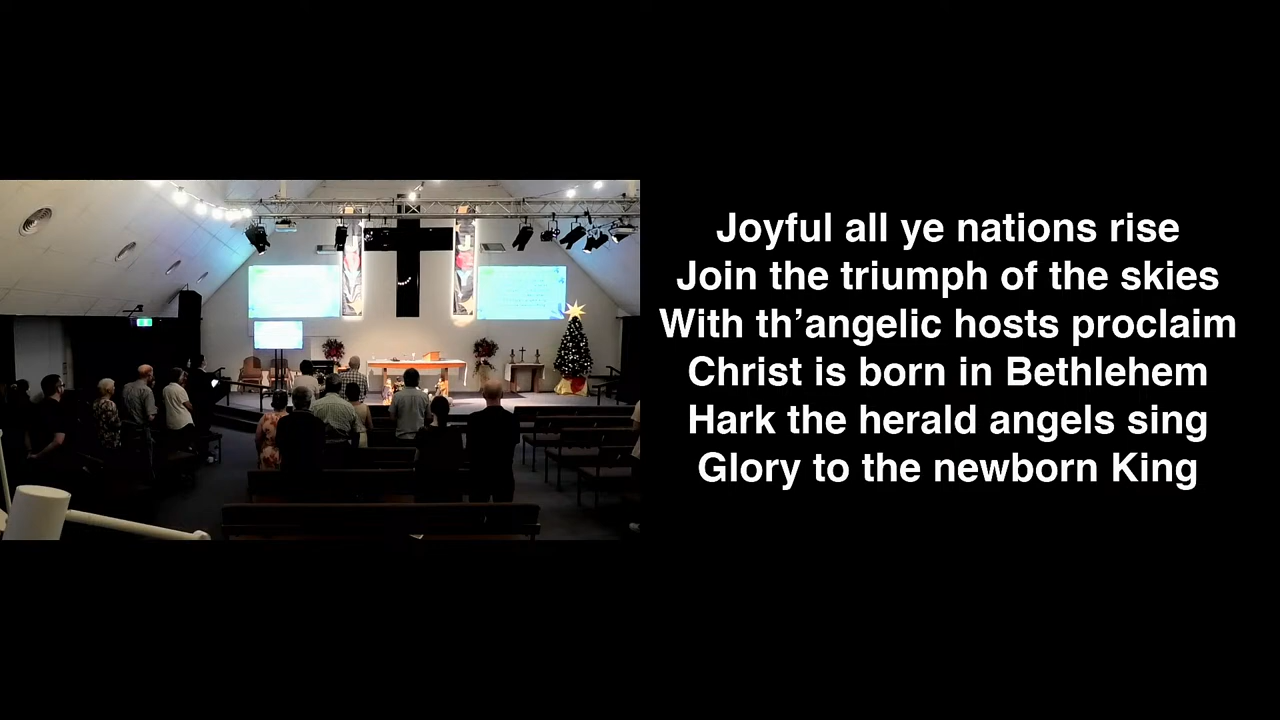 Joyful all ye nations rise
Join the triumph of the skies
With th’angelic hosts proclaim
Christ is born in Bethlehem
Hark the herald angels sing
Glory to the newborn King